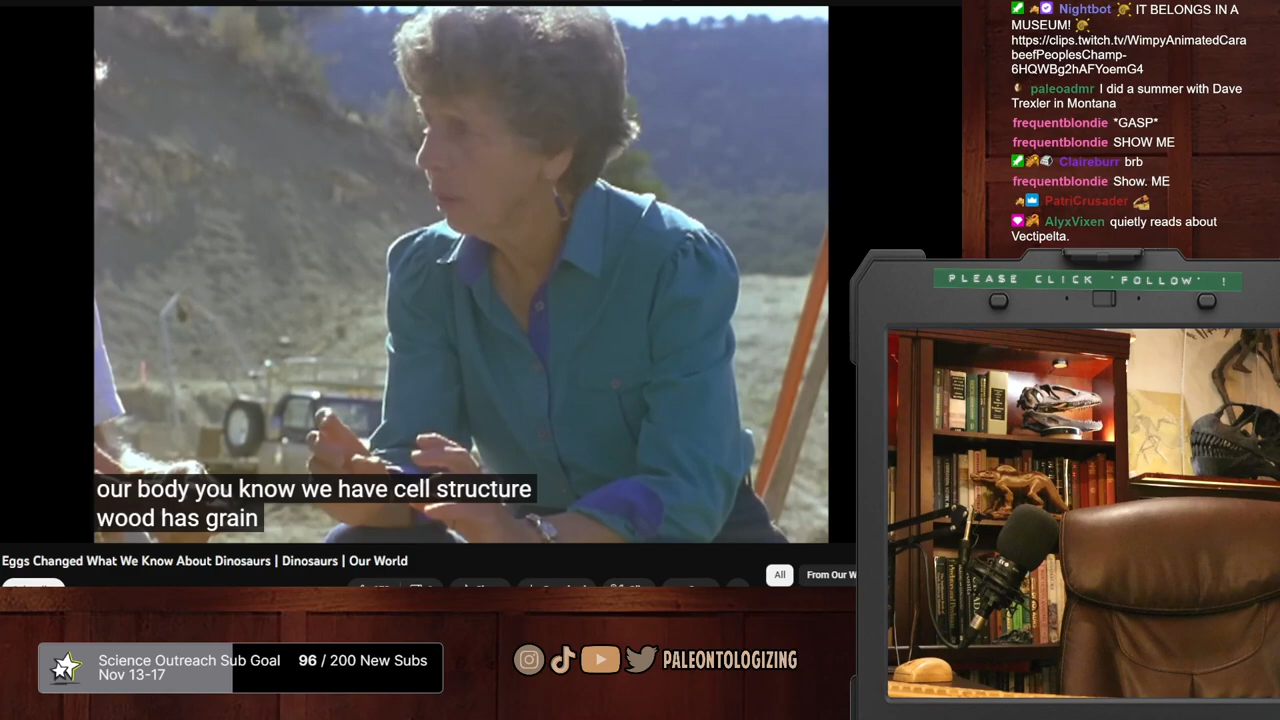 our body you know we have cell structure
wood has grain
Eggs Changed What We Know About Dinosaurs | Dinosaurs | Our World
All
From Our W
Nightbot IT BELONGS IN A
MUSEUM!
https://clips.twitch.tv/WimpyAnimatedCara
beefPeoplesChamp-
6HQWBg2hAFYoemG4
paleoadmr I did a summer with Dave
Trexler in Montana
frequentblondie *GASP*
frequentblondie SHOW ME
Claireburr brb
frequentblondie Show. ME
PatriCrusader
AlyxVixen quietly reads about
Vectipelta.
PLEASE CLICK 'FOLLOW' !
Science Outreach Sub Goal 96 / 200 New Subs
Nov 13-17
PALEONTOLOGIZING